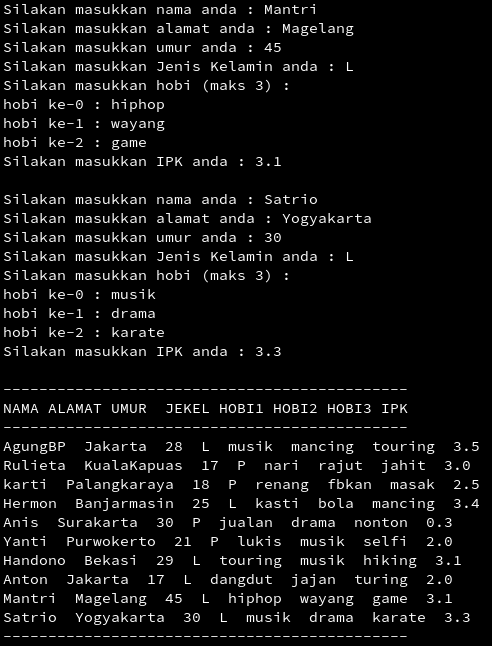 Silakan masukkan nama anda : Mantri
Silakan masukkan alamat anda : Magelang
Silakan masukkan umur anda : 45
Silakan masukkan Jenis Kelamin anda : L
Silakan masukkan hobi (maks 3) :
hobi ke-0 : hiphop
hobi ke-1 : wayang
hobi ke-2 : game
Silakan masukkan IPK anda : 3.1

Silakan masukkan nama anda : Satrio
Silakan masukkan alamat anda : Yogyakarta
Silakan masukkan umur anda : 30
Silakan masukkan Jenis Kelamin anda : L
Silakan masukkan hobi (maks 3) :
hobi ke-0 : musik
hobi ke-1 : drama
hobi ke-2 : karate
Silakan masukkan IPK anda : 3.3

---------------------------------------------
NAMA ALAMAT UMUR  JEKEL HOBI1 HOBI2 HOBI3 IPK
---------------------------------------------
AgungBP  Jakarta  28  L  musik  mancing  touring  3.5
Rulieta  KualaKapuas  17  P  nari  rajut  jahit  3.0
karti  Palangkaraya  18  P  renang  fbkan  masak  2.5
Hermon  Banjarmasin  25  L  kasti  bola  mancing  3.4
Anis  Surakarta  30  P  jualan  drama  nonton  0.3
Yanti  Purwokerto  21  P  lukis  musik  selfi  2.0
Handono  Bekasi  29  L  touring  musik  hiking  3.1
Anton  Jakarta  17  L  dangdut  jajan  turing  2.0
Mantri  Magelang  45  L  hiphop  wayang  game  3.1
Satrio  Yogyakarta  30  L  musik  drama  karate  3.3
---------------------------------------------